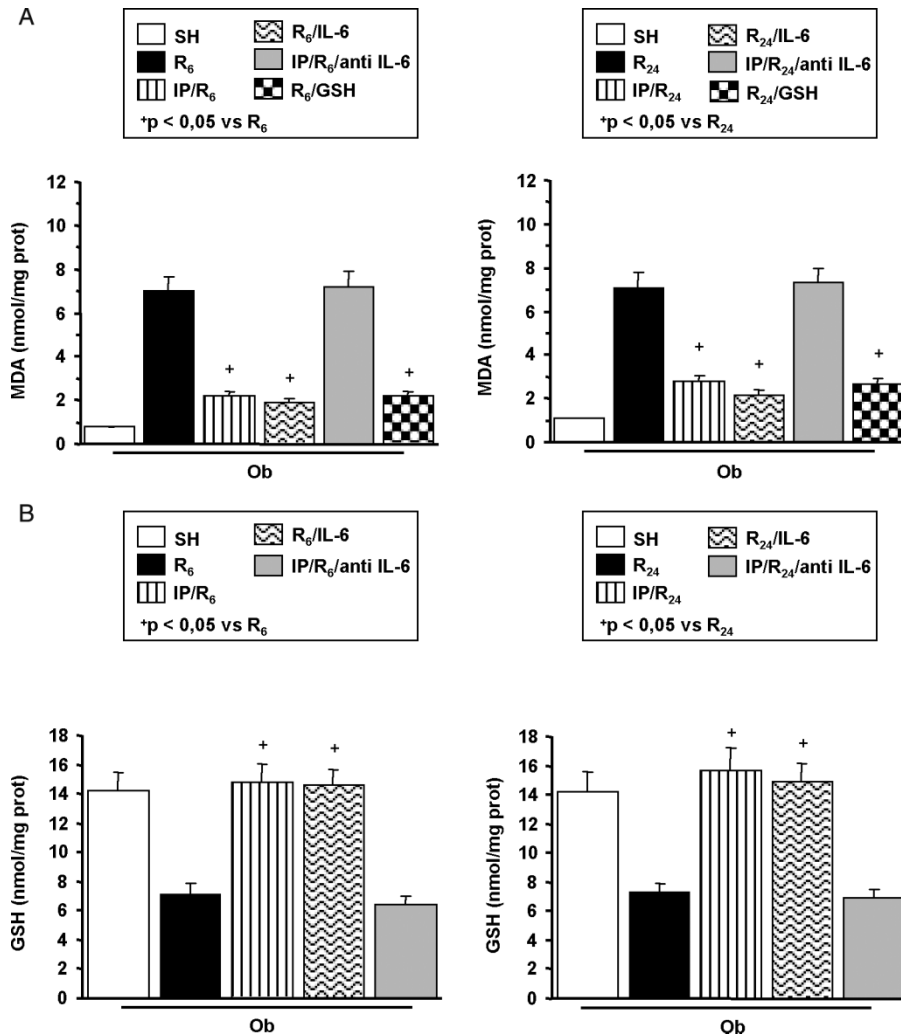 A
SH
R6
IP/R6
R6/IL-6
IP/R6/anti IL-6
R6/GSH
+p < 0,05 vs R6
SH
R24
IP/R24
R24/IL-6
IP/R24/anti IL-6
R24/GSH
+p < 0,05 vs R24
MDA (nmol/mg prot)
12
10
8
6
4
2
0
+
+
+
Ob
MDA (nmol/mg prot)
12
10
8
6
4
2
0
+
+
+
Ob
B
SH
R6
IP/R6
R6/IL-6
IP/R6/anti IL-6
+p < 0,05 vs R6
SH
R24
IP/R24
R24/IL-6
IP/R24/anti IL-6
+p < 0,05 vs R24
GSH (nmol/mg prot)
18
16
14
12
10
8
6
4
2
0
+
+
Ob
GSH (nmol/mg prot)
18
16
14
12
10
8
6
4
2
0
+
+
Ob